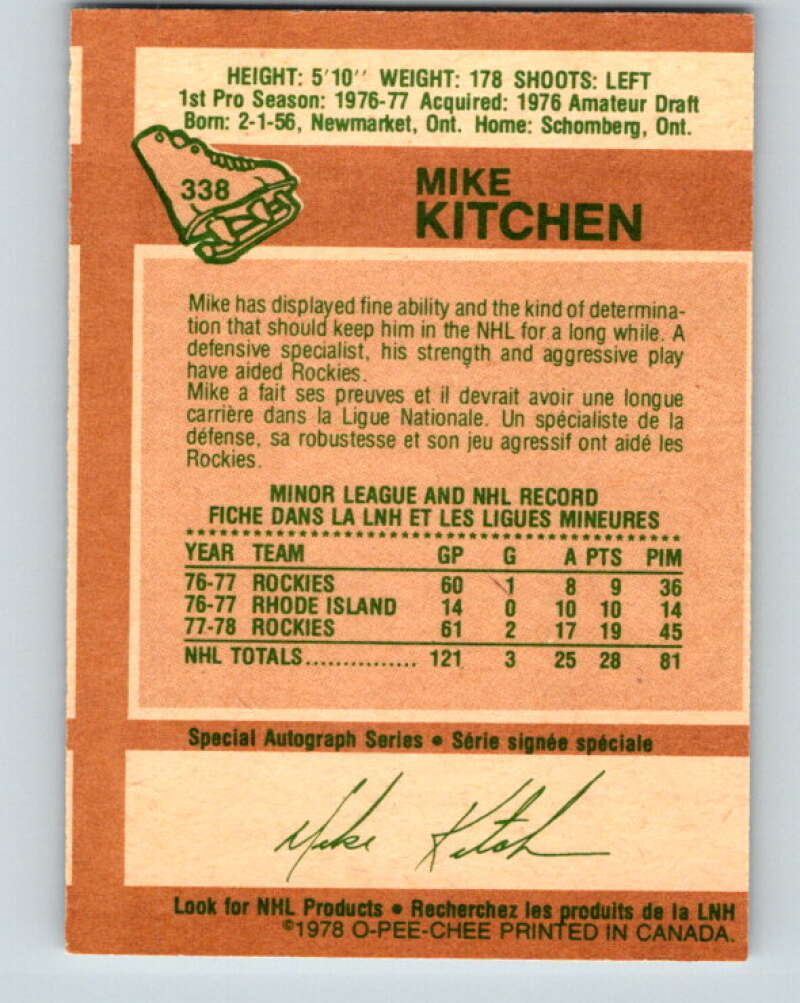 HEIGHT: 5'10'' WEIGHT: 178 SHOOTS: LEFT
1st Pro Season: 1976-77 Acquired: 1976 Amateur Draft
Born: 2-1-56, Newmarket, Ont. Home: Schomberg, Ont.
338
MIKE
KITCHEN
Mike has displayed fine ability and the kind of determina-
tion that should keep him in the NHL for a long while. A
defensive specialist, his strength and aggressive play
have aided Rockies.
Mike a fait ses preuves et il devrait avoir une longue
carrière dans la Ligue Nationale. Un spécialiste de la
défense, sa robustesse et son jeu agressif ont aidé les
Rockies.
MINOR LEAGUE AND NHL RECORD
FICHE DANS LA LNH ET LES LIGUES MINEURES
YEAR TEAM GP G A PTS PIM
76-77 ROCKIES 60 1 8 9 36
76-77 RHODE ISLAND 14 0 10 10 14
77-78 ROCKIES 61 2 17 19 45
NHL TOTALS............... 121 3 25 28 81
Special Autograph Series • Série signée spéciale
Mike Kitch
Look for NHL Products • Recherchez les produits de la LNH
©1978 O-PEE-CHEE PRINTED IN CANADA.